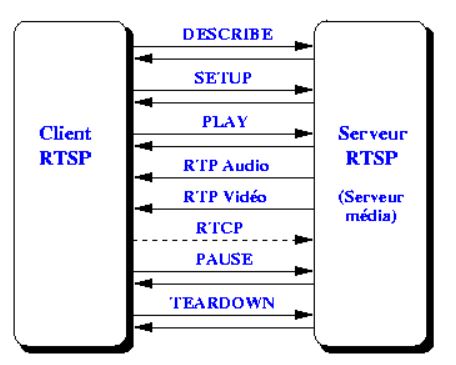 DESCRIBE
SETUP
Client
RTSP
PLAY
Serveur
RTSP
RTP Audio
RTP Vidéo
(Serveur
média)
RTCP
PAUSE
TEARDOWN